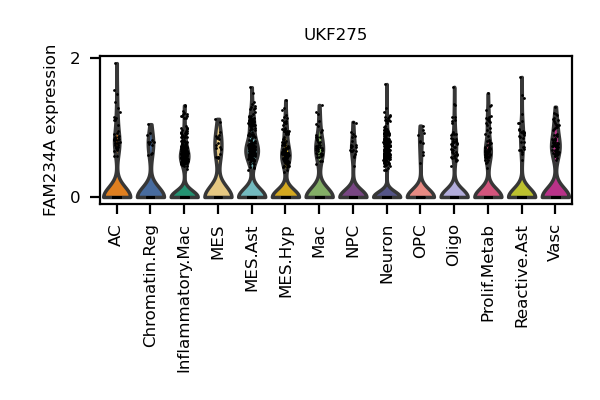 UKF275
FAM234A expression
2
0
AC
Chromatin.Reg
Inflammatory.Mac
MES
MES.Ast
MES.Hyp
Mac
NPC
Neuron
OPC
Oligo
Prolif.Metab
Reactive.Ast
Vasc